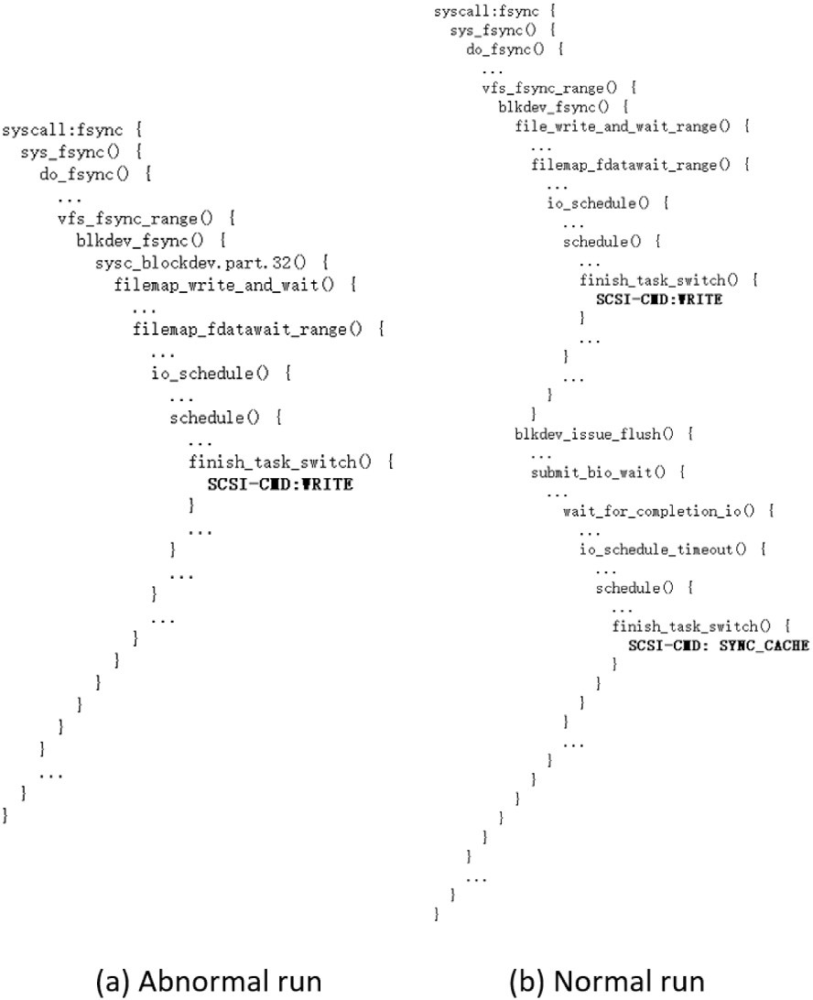 syscall:fsync {
sys_fsync() {
do_fsync() {
...
vfs_fsync_range() {
blkdev_fsync() {
sysc_blockdev.part.32() {
filemap_write_and_wait() {
...
filemap_fdatawait_range() {
...
io_schedule() {
...
schedule() {
...
finish_task_switch() {
SCSI-CMD:WRITE
}
...
}
...
}
...
}
}
}
}
}
}
...
}
}
(a) Abnormal run
syscall:fsync {
sys_fsync() {
do_fsync() {
...
vfs_fsync_range() {
blkdev_fsync() {
file_write_and_wait_range() {
...
filemap_fdatawait_range() {
...
io_schedule() {
...
schedule() {
...
finish_task_switch() {
SCSI-CMD:WRITE
}
...
}
...
}
}
blkdev_issue_flush() {
...
submit_bio_wait() {
...
wait_for_completion_io() {
...
io_schedule_timeout() {
...
schedule() {
...
finish_task_switch() {
SCSI-CMD: SYNC_CACHE
}
}
}
}
...
}
}
}
}
}
}
...
}
}
(b) Normal run